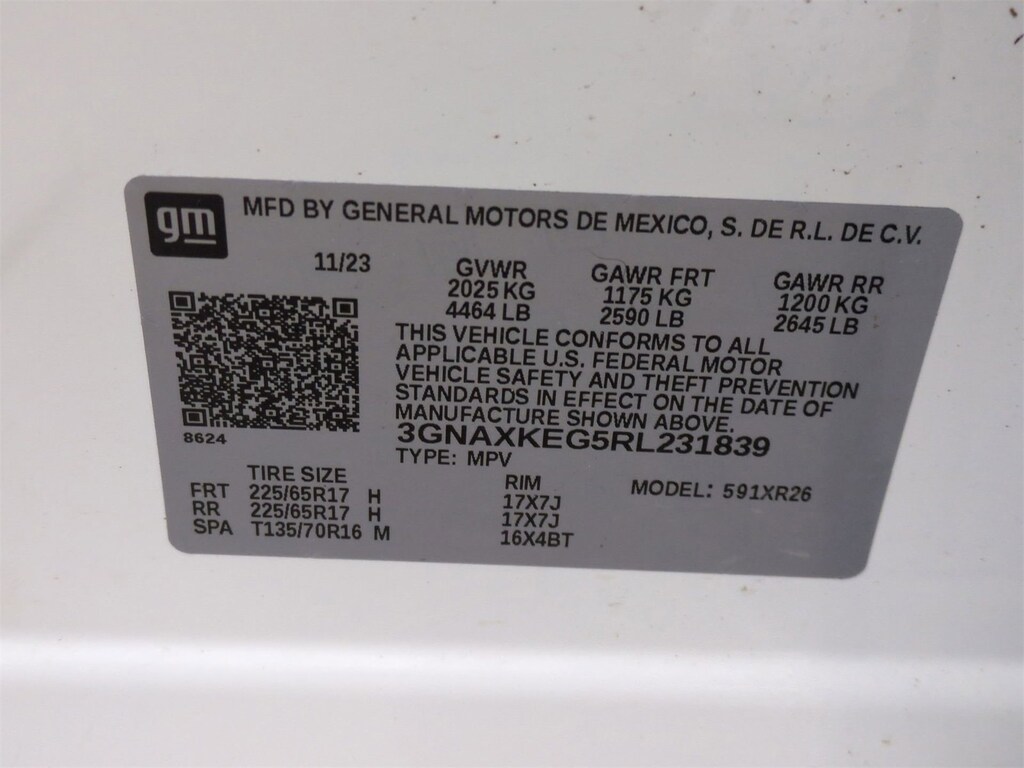 gm MFD BY GENERAL MOTORS DE MEXICO, S. DE R.L. DE C.V.
11/23 GVWR GAWR FRT GAWR RR
2025 KG 1175 KG 1200 KG
4464 LB 2590 LB 2645 LB
THIS VEHICLE CONFORMS TO ALL
APPLICABLE U.S. FEDERAL MOTOR
VEHICLE SAFETY AND THEFT PREVENTION
STANDARDS IN EFFECT ON THE DATE OF
MANUFACTURE SHOWN ABOVE.
8624 3GNAXKEG5RL231839
TYPE: MPV
TIRE SIZE RIM MODEL: 591XR26
FRT 225/65R17 H 17X7J
RR 225/65R17 H 17X7J
SPA T135/70R16 M 16X4BT